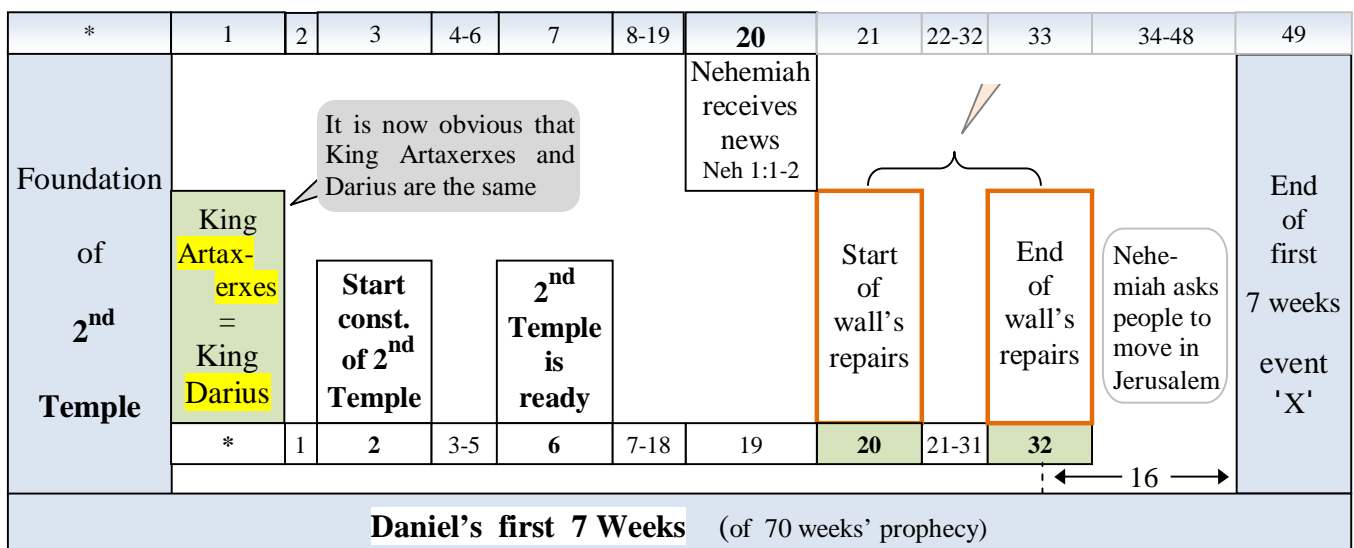 * 1 2 3 4-6 7 8-19 20 21 22-32 33 34-48 49
Foundation
of
2nd
Temple
King
Artax-
erxes
=
King
Darius
It is now obvious that
King Artaxerxes and
Darius are the same
Start
const.
of 2nd
Temple
2nd
Temple
is
ready
Nehemiah
receives
news
Neh 1:1-2
Start
of
wall’s
repairs
End
of
wall’s
repairs
Nehe-
miah asks
people to
move in
Jerusalem
End
of
first
7 weeks
event
'X'
* 1 2 3-5 6 7-18 19 20 21-31 32
16
Daniel’s first 7 Weeks (of 70 weeks’ prophecy)